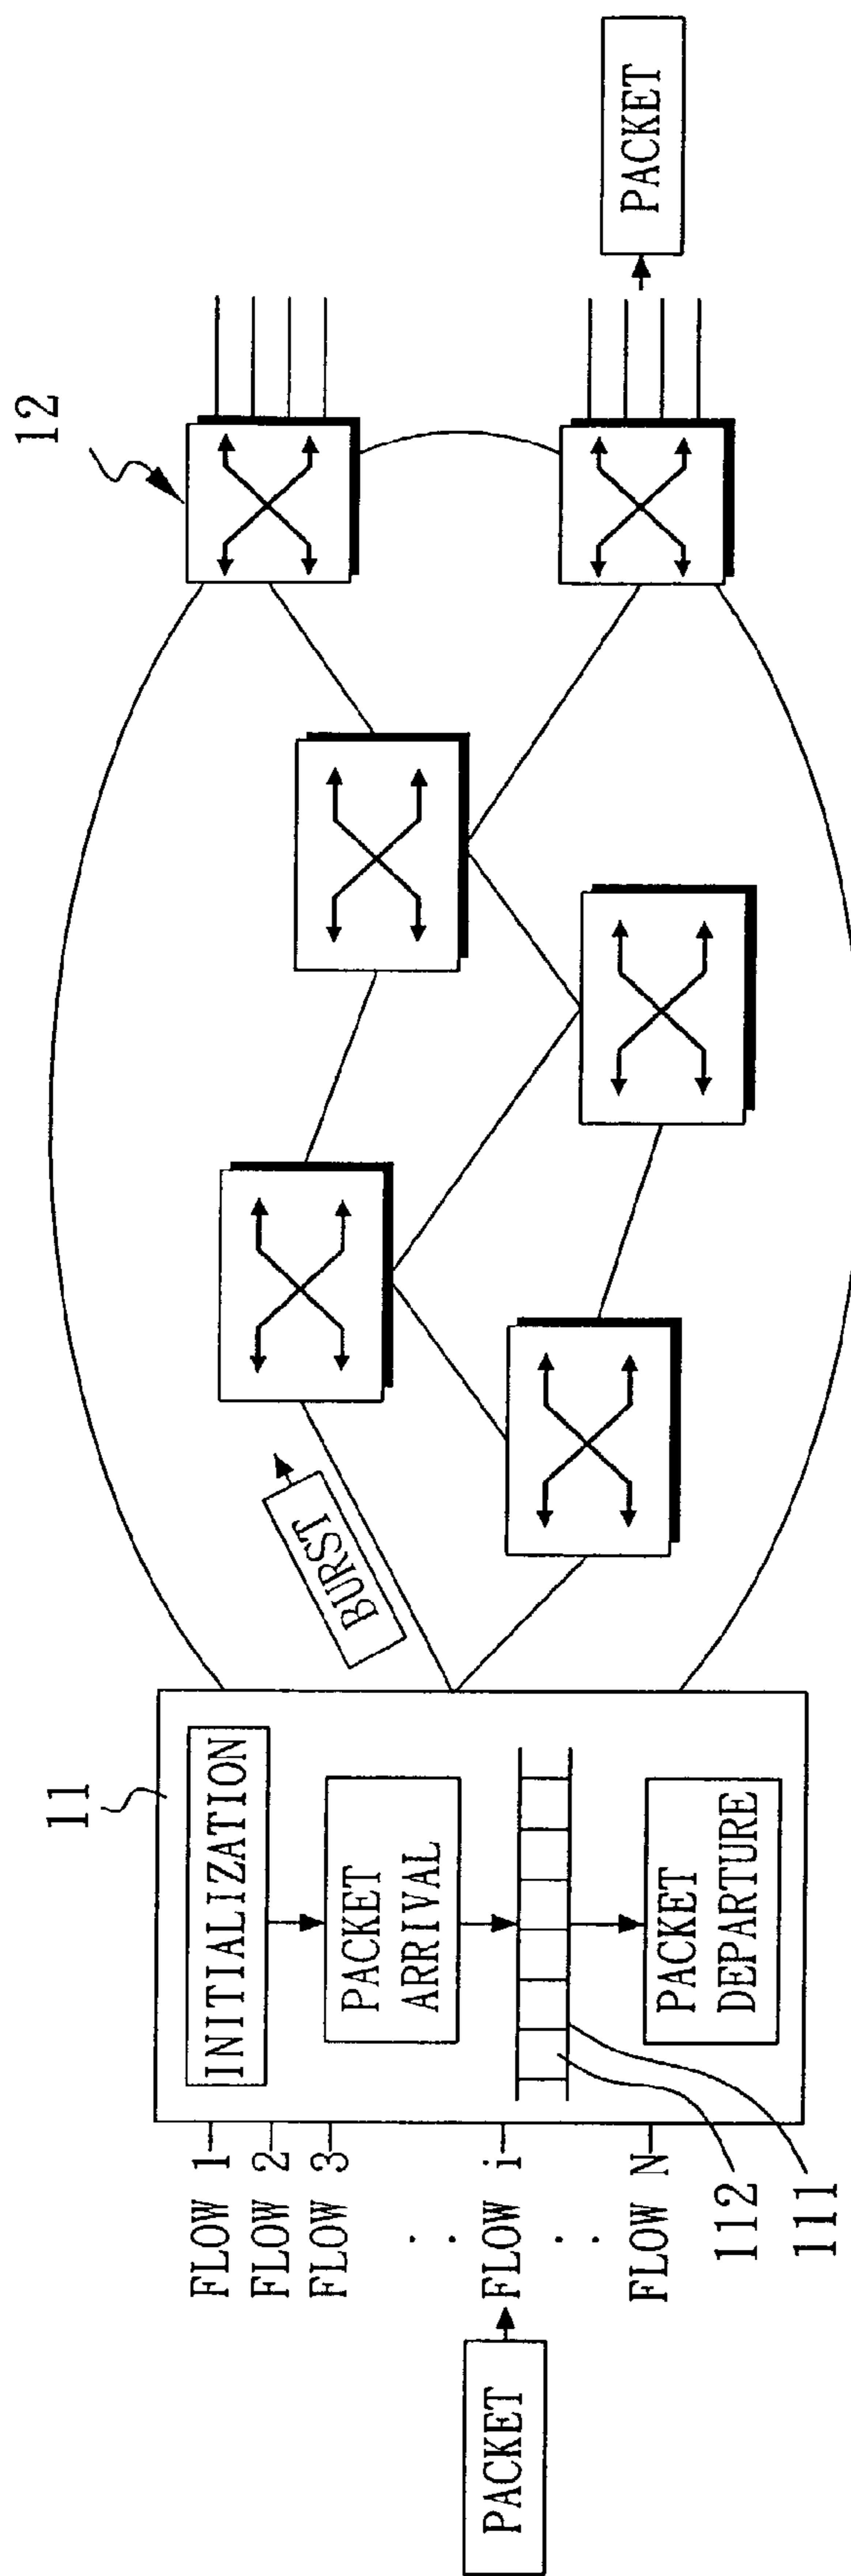 PACKET
FLOW 1
FLOW 2
FLOW 3
. .
FLOW i
. .
FLOW N
11
INITIALIZATION
PACKET
ARRIVAL
PACKET
DEPARTURE
112
111
BURST
12
PACKET